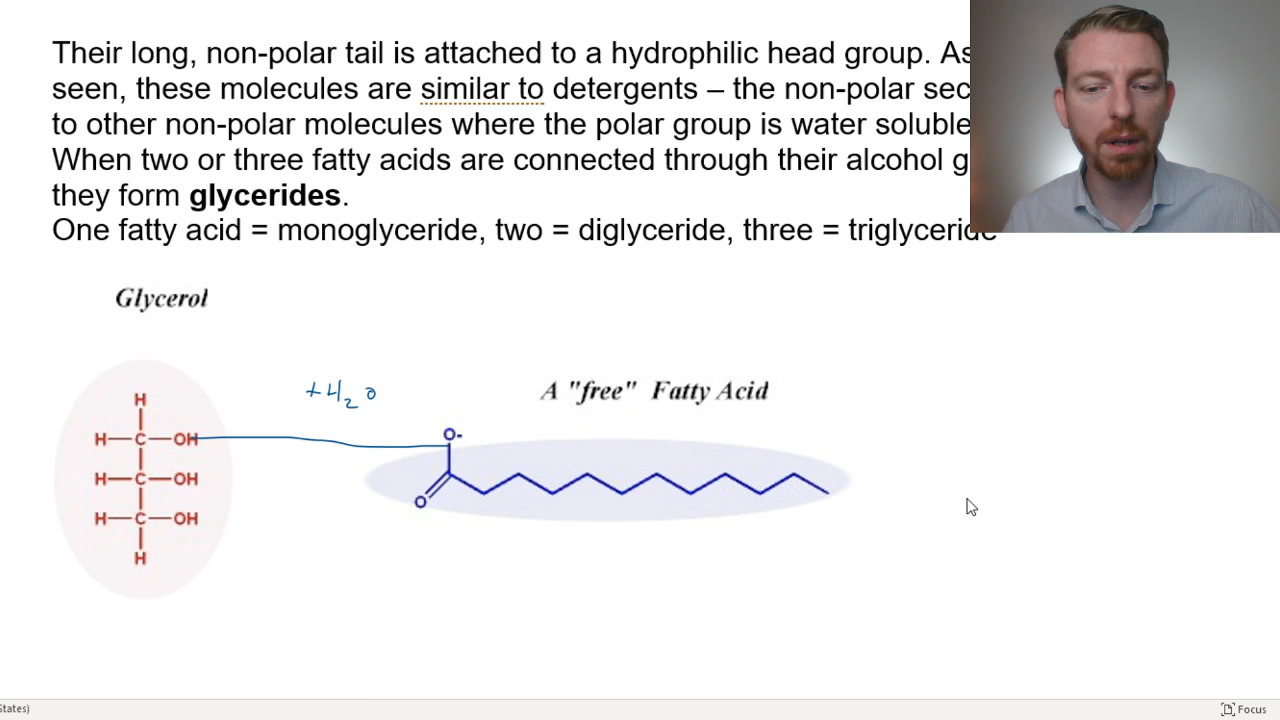 Their long, non-polar tail is attached to a hydrophilic head group. As
seen, these molecules are similar to detergents – the non-polar sec
to other non-polar molecules where the polar group is water soluble
When two or three fatty acids are connected through their alcohol g
they form glycerides.
One fatty acid = monoglyceride, two = diglyceride, three = triglyceride
Glycerol
+H2O
A "free" Fatty Acid
H
O-
H—C—OH
H—C—OH
O
H—C—OH
H
States)
Focus